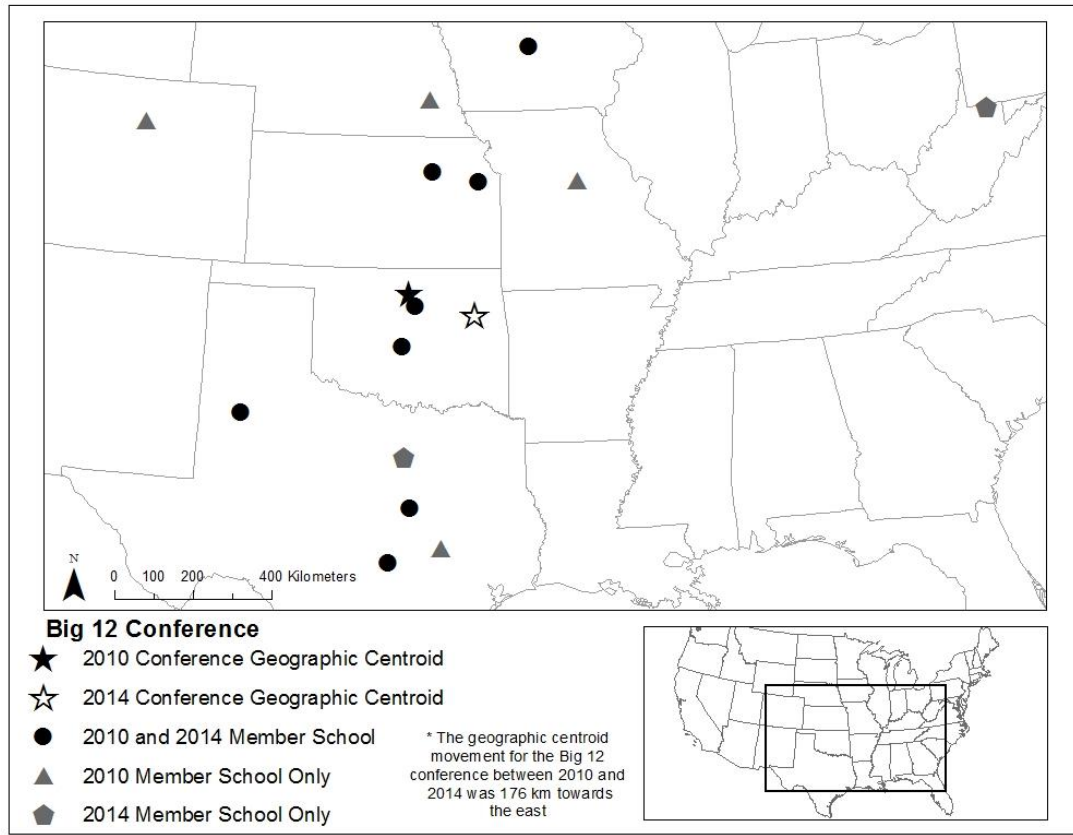 N
0 100 200 400 Kilometers
Big 12 Conference
2010 Conference Geographic Centroid
2014 Conference Geographic Centroid
2010 and 2014 Member School
2010 Member School Only
2014 Member School Only
* The geographic centroid
movement for the Big 12
conference between 2010 and
2014 was 176 km towards
the east